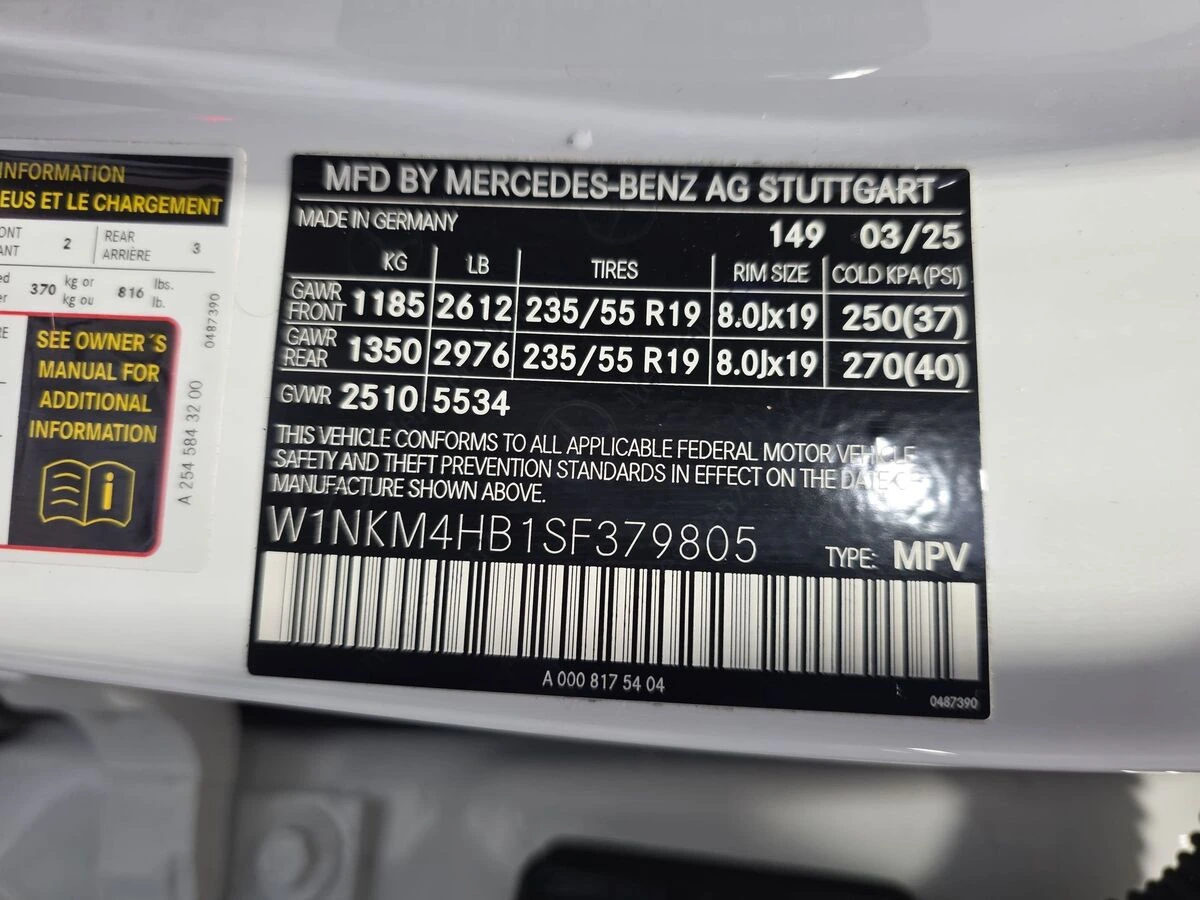 INFORMATION
EUS ET LE CHARGEMENT
ONT
ANT
2
REAR
ARRIÈRE
3
ed
er
370
kg or
kg ou
816
lbs.
lb.
RE
SEE OWNER´S
MANUAL FOR
ADDITIONAL
INFORMATION
0487390
A 254 584 32 00
MFD BY MERCEDES-BENZ AG STUTTGART
MADE IN GERMANY
149 03/25
KG LB TIRES RIM SIZE COLD KPA(PSI)
GAWR
FRONT 1185 2612 235/55 R19 8.0Jx19 250(37)
GAWR
REAR 1350 2976 235/55 R19 8.0Jx19 270(40)
GVWR 2510 5534
THIS VEHICLE CONFORMS TO ALL APPLICABLE FEDERAL MOTOR VEHICLE
SAFETY AND THEFT PREVENTION STANDARDS IN EFFECT ON THE DATE OF
MANUFACTURE SHOWN ABOVE.
W1NKM4HB1SF379805
TYPE: MPV
A 000 817 54 04
0487390